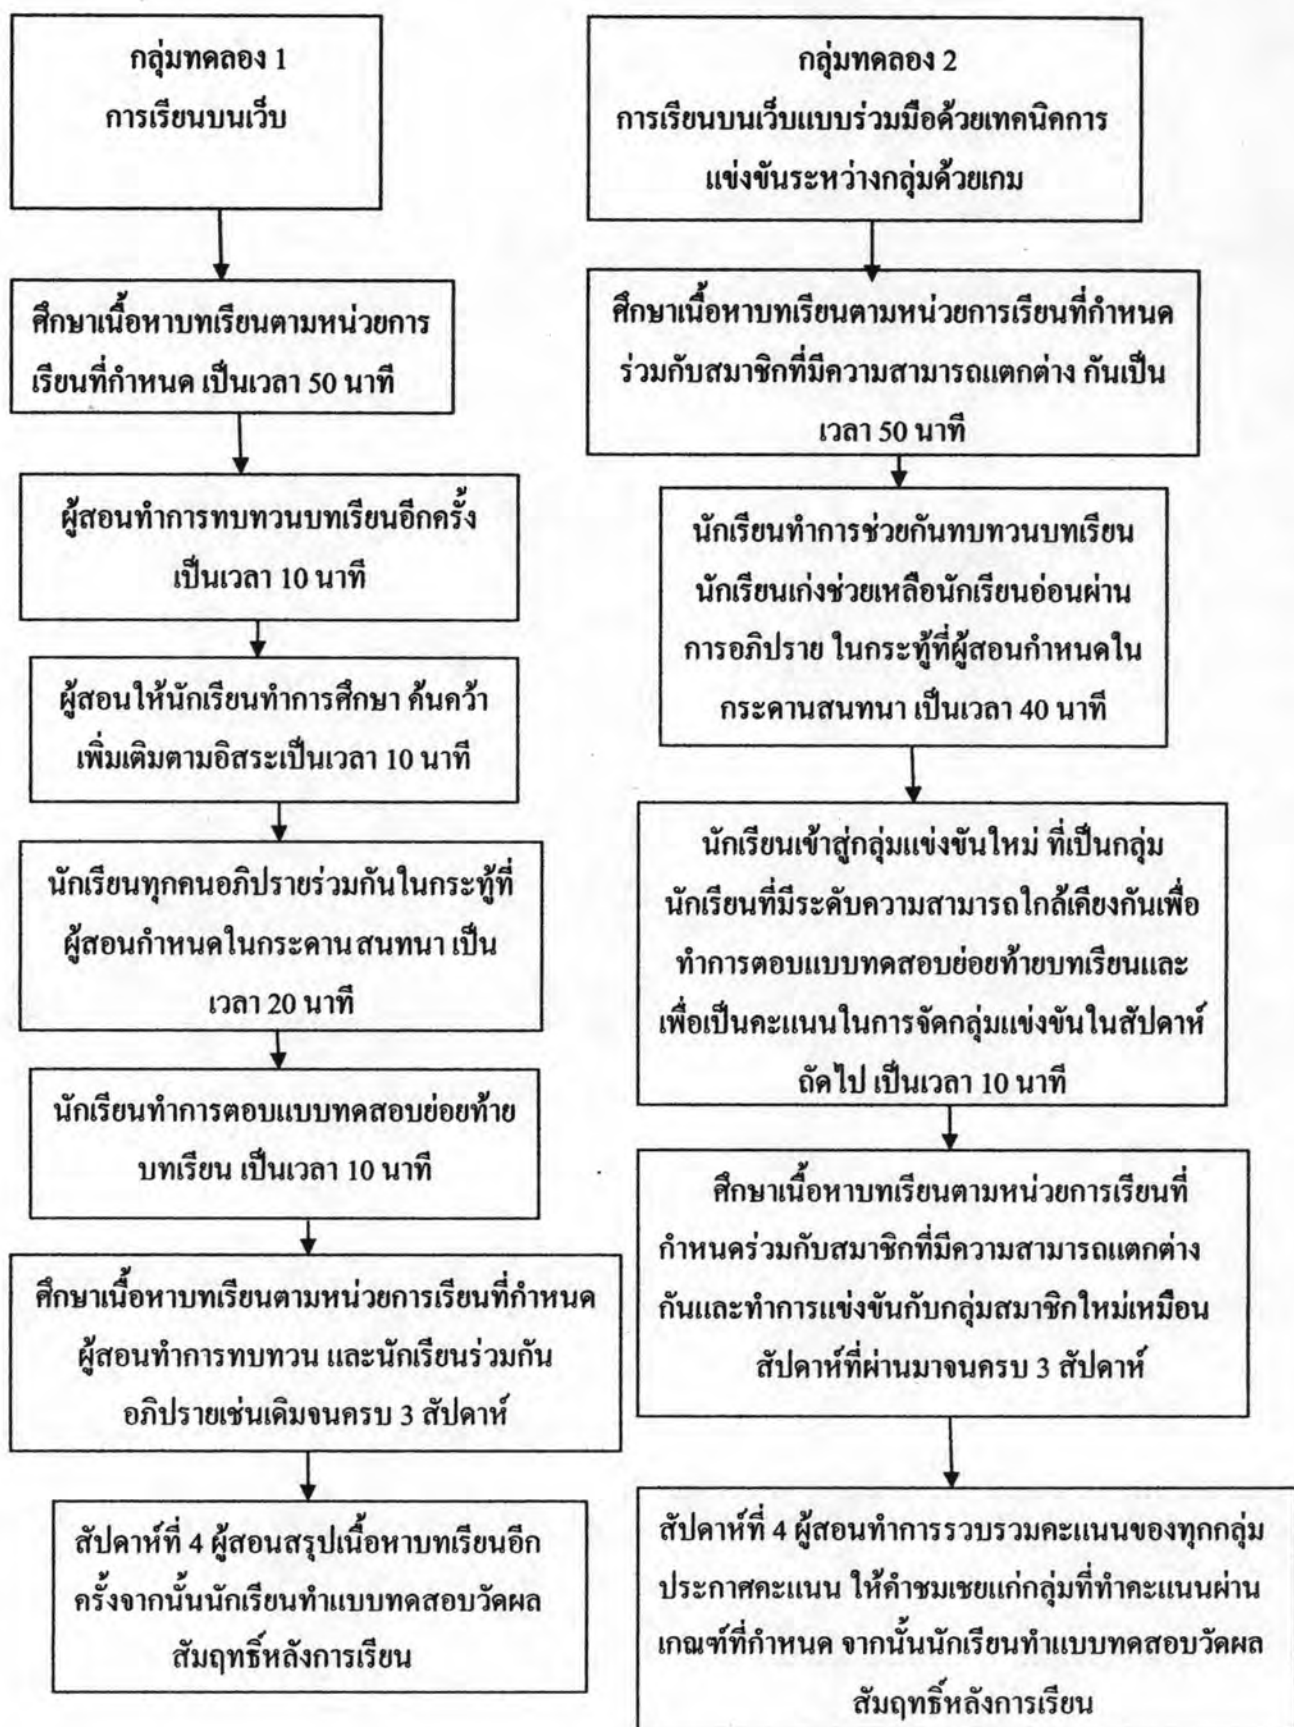 กลุ่มทดลอง 1
การเรียนบนเว็บ
ศึกษาเนื้อหาบทเรียนตามหน่วยการ
เรียนที่กำหนด เป็นเวลา 50 นาที
ผู้สอนทำการทบทวนบทเรียนอีกครั้ง
เป็นเวลา 10 นาที
ผู้สอนให้นักเรียนทำการศึกษา ค้นคว้า
เพิ่มเติมตามอิสระเป็นเวลา 10 นาที
นักเรียนทุกคนอภิปรายร่วมกันในกระทู้ที่
ผู้สอนกำหนดในกระดาน สนทนา เป็น
เวลา 20 นาที
นักเรียนทำการตอบแบบทดสอบย่อยท้าย
บทเรียน เป็นเวลา 10 นาที
ศึกษาเนื้อหาบทเรียนตามหน่วยการเรียนที่กำหนด
ผู้สอนทำการทบทวน และนักเรียนร่วมกัน
อภิปรายเช่นเดิมจนครบ 3 สัปดาห์
สัปดาห์ที่ 4 ผู้สอนสรุปเนื้อหาบทเรียนอีก
ครั้งจากนั้นนักเรียนทำแบบทดสอบวัดผล
สัมฤทธิ์หลังการเรียน
กลุ่มทดลอง 2
การเรียนบนเว็บแบบร่วมมือด้วยเทคนิคการ
แข่งขันระหว่างกลุ่มด้วยเกม
ศึกษาเนื้อหาบทเรียนตามหน่วยการเรียนที่กำหนด
ร่วมกับสมาชิกที่มีความสามารถแตกต่าง กันเป็น
เวลา 50 นาที
นักเรียนทำการช่วยกันทบทวนบทเรียน
นักเรียนเก่งช่วยเหลือนักเรียนอ่อนผ่าน
การอภิปราย ในกระทู้ที่ผู้สอนกำหนดใน
กระดานสนทนา เป็นเวลา 40 นาที
นักเรียนเข้าสู่กลุ่มแข่งขันใหม่ ที่เป็นกลุ่ม
นักเรียนที่มีระดับความสามารถใกล้เคียงกันเพื่อ
ทำการตอบแบบทดสอบย่อยท้ายบทเรียนและ
เพื่อเป็นคะแนนในการจัดกลุ่มแข่งขันในสัปดาห์
ถัดไป เป็นเวลา 10 นาที
ศึกษาเนื้อหาบทเรียนตามหน่วยการเรียนที่
กำหนดร่วมกับสมาชิกที่มีความสามารถแตกต่าง
กันและทำการแข่งขันกับกลุ่มสมาชิกใหม่เหมือน
สัปดาห์ที่ผ่านมาจนครบ 3 สัปดาห์
สัปดาห์ที่ 4 ผู้สอนทำการรวบรวมคะแนนของทุกกลุ่ม
ประกาศคะแนน ให้คำชมเชยแก่กลุ่มที่ทำคะแนนผ่าน
เกณฑ์ที่กำหนด จากนั้นนักเรียนทำแบบทดสอบวัดผล
สัมฤทธิ์หลังการเรียน